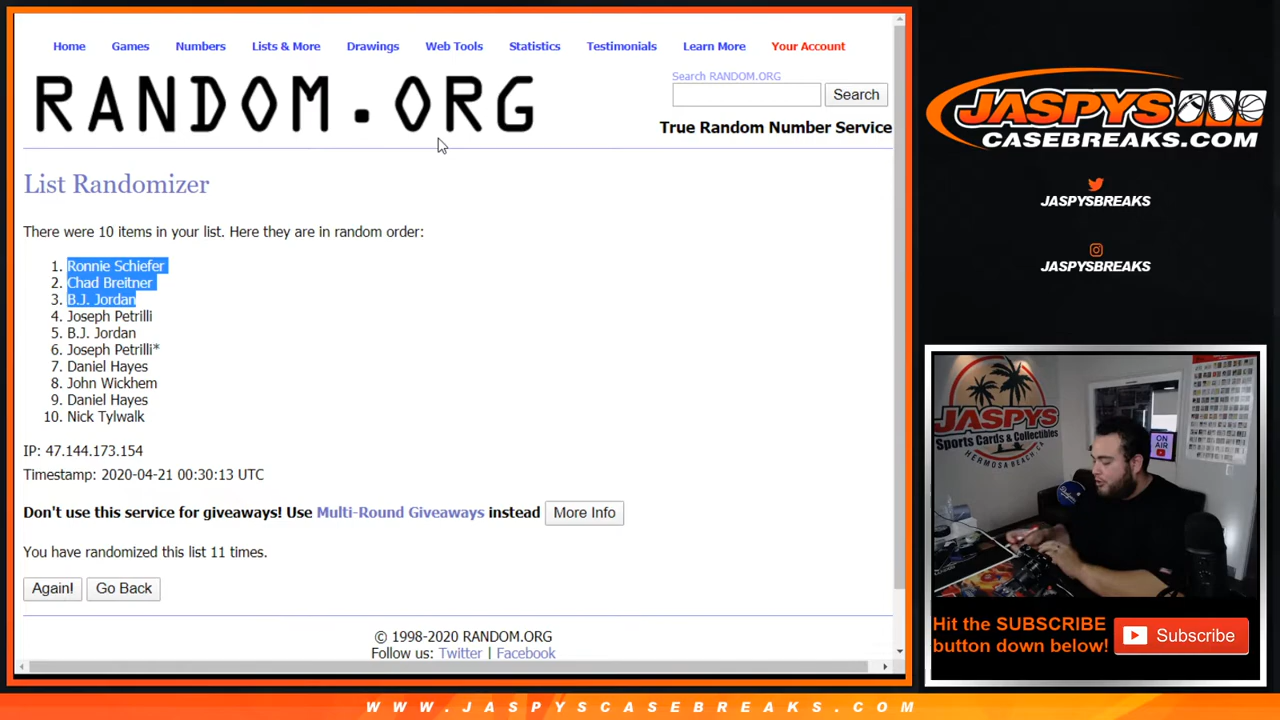 Home Games Numbers Lists & More Drawings Web Tools Statistics Testimonials Learn More Your Account
RANDOM.ORG
Search RANDOM.ORG
Search
True Random Number Service
List Randomizer
There were 10 items in your list. Here they are in random order:
1. Ronnie Schiefer
2. Chad Breitner
3. B.J. Jordan
4. Joseph Petrilli
5. B.J. Jordan
6. Joseph Petrilli*
7. Daniel Hayes
8. John Wickhem
9. Daniel Hayes
10. Nick Tylwalk
IP: 47.144.173.154
Timestamp: 2020-04-21 00:30:13 UTC
Don't use this service for giveaways! Use Multi-Round Giveaways instead More Info
You have randomized this list 11 times.
Again! Go Back
© 1998-2020 RANDOM.ORG
Follow us: Twitter | Facebook
JASPYS
CASEBREAKS.COM
JASPYSBREAKS
JASPYSBREAKS
JASPYS
Sports Cards & Collectibles
HERMOSA BEACH, CA
ON AIR
Dodgers
Hit the SUBSCRIBE
button down below!
Subscribe
WWW.JASPYSCASEBREAKS.COM